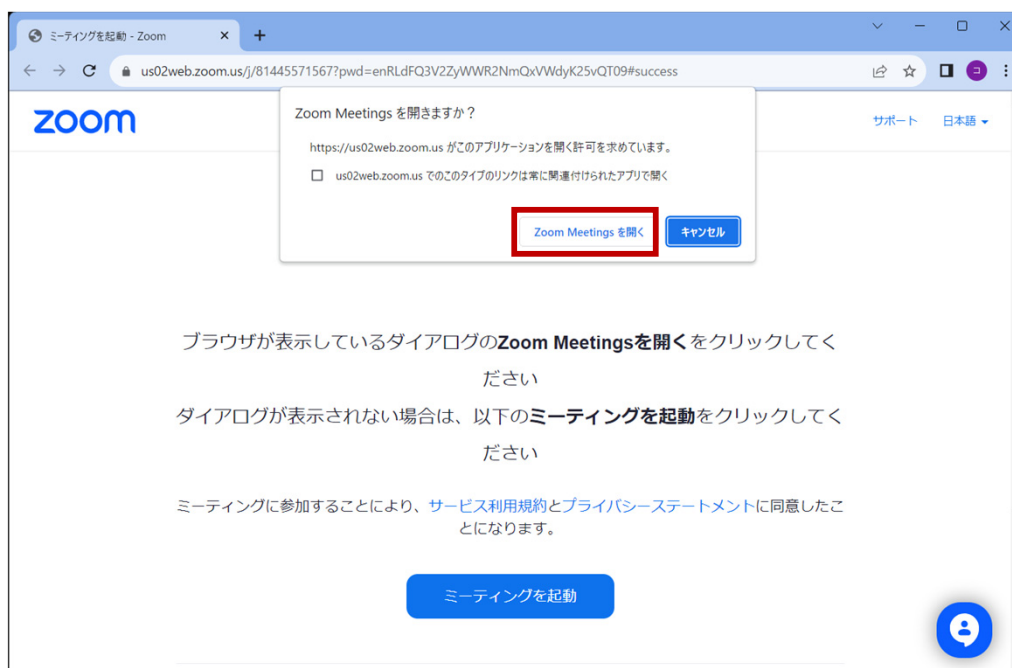 ミーティングを起動 - Zoom
us02web.zoom.us/j/81445571567?pwd=enRLdFQ3V2ZyWWR2NmQxVWdyK25vQT09#success
コ
zoom
サポート 日本語
Zoom Meetings を開きますか？
https://us02web.zoom.us がこのアプリケーションを開く許可を求めています。
us02web.zoom.us でのこのタイプのリンクは常に関連付けられたアプリで開く
Zoom Meetings を開く キャンセル
ブラウザが表示しているダイアログのZoom Meetingsを開くをクリックしてく
ださい
ダイアログが表示されない場合は、以下のミーティングを起動をクリックしてく
ださい
ミーティングに参加することにより、サービス利用規約とプライバシーステートメントに同意したこ
とになります。
ミーティングを起動